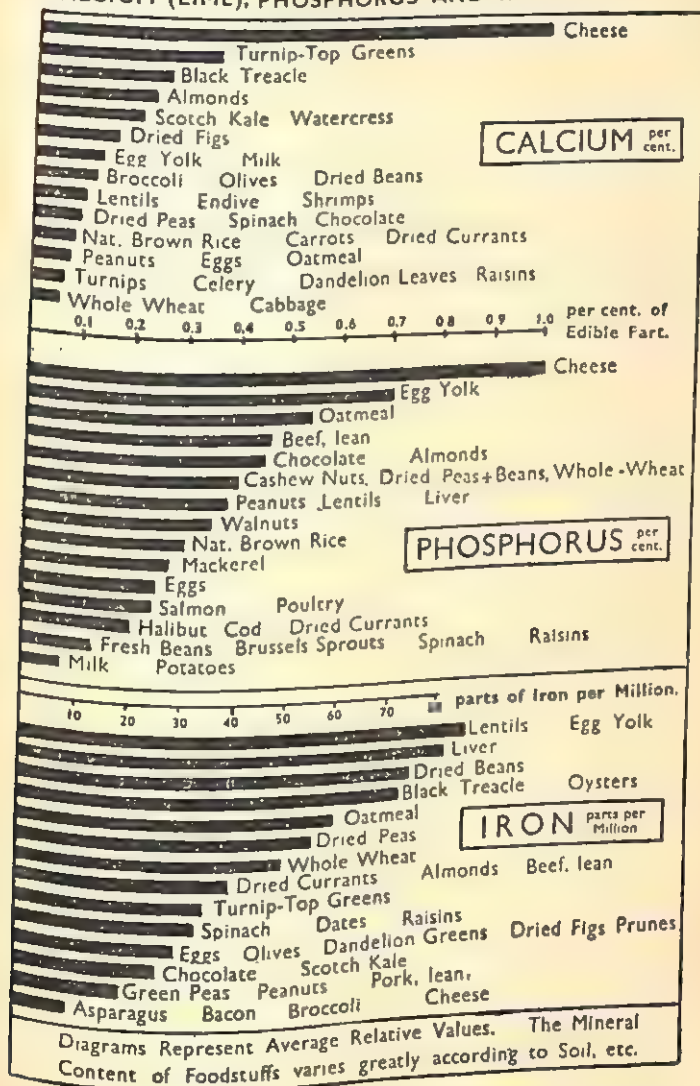 Cheese
Turnip-Top Greens
Black Treacle
Almonds
Scotch Kale Watercress
Dried Figs
CALCIUM per cent.
Egg Yolk Milk
Broccoli Olives Dried Beans
Lentils Endive Shrimps
Dried Peas Spinach Chocolate
Nat. Brown Rice Carrots Dried Currants
Peanuts Eggs Oatmeal
Turnips Celery Dandelion Leaves Raisins
Whole Wheat Cabbage
0.1 0.2 0.3 0.4 0.5 0.6 0.7 0.8 0.9 1.0 per cent. of
Edible Part.
Cheese
Egg Yolk
Oatmeal
Beef, lean
Chocolate Almonds
Cashew Nuts, Dried Peas+Beans, Whole-Wheat
Peanuts Lentils Liver
Walnuts
Nat. Brown Rice
PHOSPHORUS per cent.
Mackerel
Eggs
Salmon Poultry
Halibut Cod Dried Currants
Fresh Beans Brussels Sprouts Spinach Raisins
Milk Potatoes
10 20 30 40 50 60 70 parts of Iron per Million.
Lentils Egg Yolk
Liver
Dried Beans
Black Treacle Oysters
Oatmeal
IRON parts per Million
Dried Peas
Whole Wheat
Dried Currants Almonds Beef, lean
Turnip-Top Greens
Spinach Dates Raisins
Eggs Olives Dandelion Greens Dried Figs Prunes
Chocolate Scotch Kale
Green Peas Peanuts Pork, lean,
Asparagus Bacon Broccoli Cheese
Diagrams Represent Average Relative Values. The Mineral
Content of Foodstuffs varies greatly according to Soil, etc.